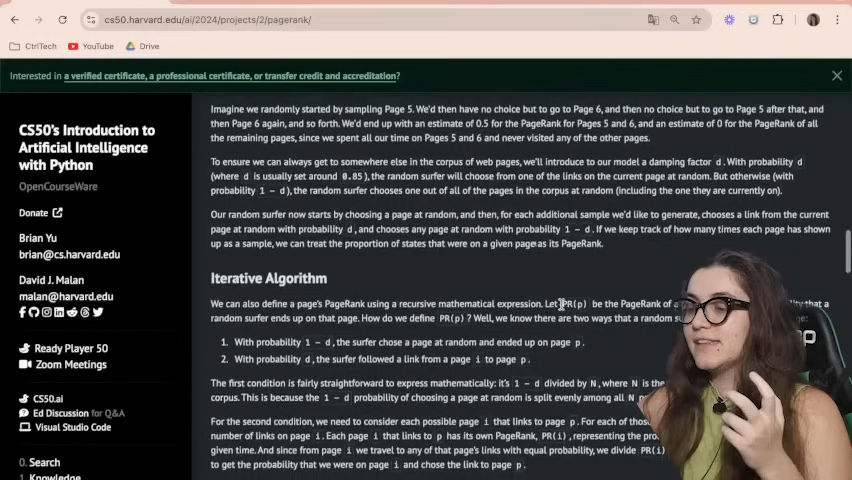 cs50.harvard.edu/ai/2024/projects/2/pagerank/
CtrlTech
YouTube
Drive
Interested in a verified certificate, a professional certificate, or transfer credit and accreditation?
CS50's Introduction to
Artificial Intelligence
with Python
OpenCourseWare
Donate
Brian Yu
brian@cs.harvard.edu
David J. Malan
malan@harvard.edu
Ready Player 50
Zoom Meetings
CS50.ai
Ed Discussion for Q&A
Visual Studio Code
0. Search
1. Knowledge
Imagine we randomly started by sampling Page 5. We'd then have no choice but to go to Page 6, and then no choice but to go to Page 5 after that, and
then Page 6 again, and so forth. We'd end up with an estimate of 0.5 for the PageRank for Pages 5 and 6, and an estimate of 0 for the PageRank of all
the remaining pages, since we spent all our time on Pages 5 and 6 and never visited any of the other pages.
To ensure we can always get to somewhere else in the corpus of web pages, we'll introduce to our model a damping factor d. With probability d
(where d is usually set around 0.85), the random surfer will choose from one of the links on the current page at random. But otherwise (with
probability 1 - d), the random surfer chooses one out of all of the pages in the corpus at random (including the one they are currently on).
Our random surfer now starts by choosing a page at random, and then, for each additional sample we'd like to generate, chooses a link from the current
page at random with probability d, and chooses any page at random with probability 1 - d. If we keep track of how many times each page has shown
up as a sample, we can treat the proportion of states that were on a given page as its PageRank.
Iterative Algorithm
We can also define a page's PageRank using a recursive mathematical expression. Let PR(p) be the PageRank of a that a
random surfer ends up on that page. How do we define PR(p)? Well, we know there are two ways that a random
1. With probability 1 - d, the surfer chose a page at random and ended up on page p.
2. With probability d, the surfer followed a link from a page i to page p.
The first condition is fairly straightforward to express mathematically: it's 1 - d divided by N, where N is the
corpus. This is because the 1 - d probability of choosing a page at random is split evenly among all N
For the second condition, we need to consider each possible page i that links to page p. For each of those
number of links on page i. Each page i that links to p has its own PageRank, PR(i), representing the
given time. And since from page i we travel to any of that page's links with equal probability, we divide PR(i)
to get the probability that we were on page i and chose the link to page p.